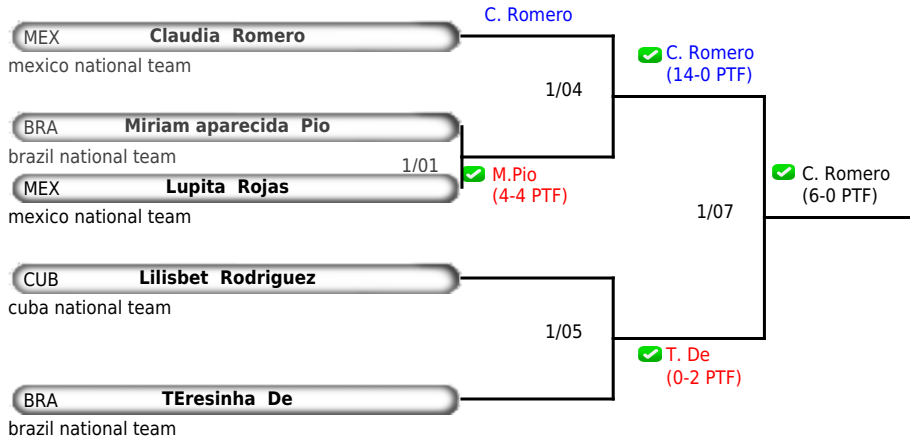 C. Romero
MEX Claudia Romero
mexico national team
C. Romero
(14-0 PTF)
1/04
BRA Miriam aparecida Pio
brazil national team
1/01
M.Pio
(4-4 PTF)
MEX Lupita Rojas
mexico national team
C. Romero
(6-0 PTF)
1/07
CUB Lilisbet Rodriguez
cuba national team
1/05
T. De
(0-2 PTF)
BRA TEresinha De
brazil national team